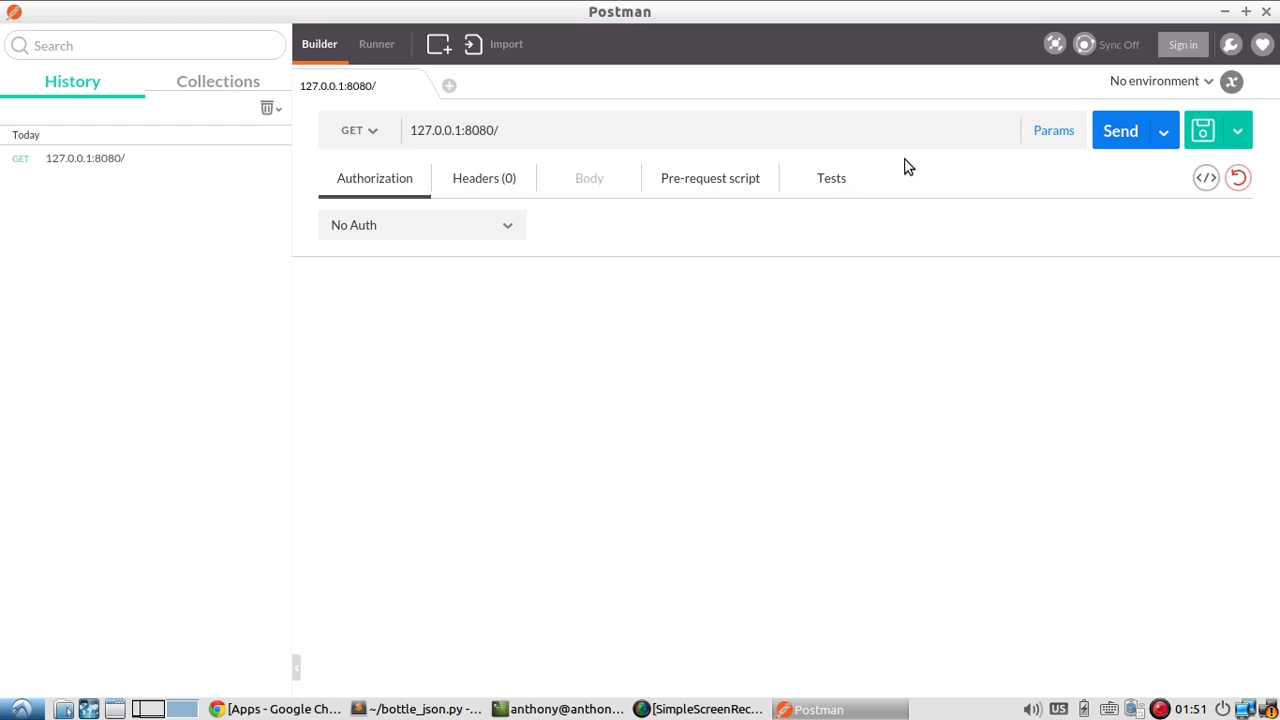 Postman
Search
Builder
Runner
Import
Sync Off
Sign in
History
Collections
127.0.0.1:8080/
No environment
x
Today
GET
127.0.0.1:8080/
Params
Send
GET 127.0.0.1:8080/
Authorization
Headers (0)
Body
Pre-request script
Tests
</>
No Auth
[Apps - Google Ch...
~/bottle_json.py -...
anthony@anthon...
[SimpleScreenRec...
Postman
US
01:51